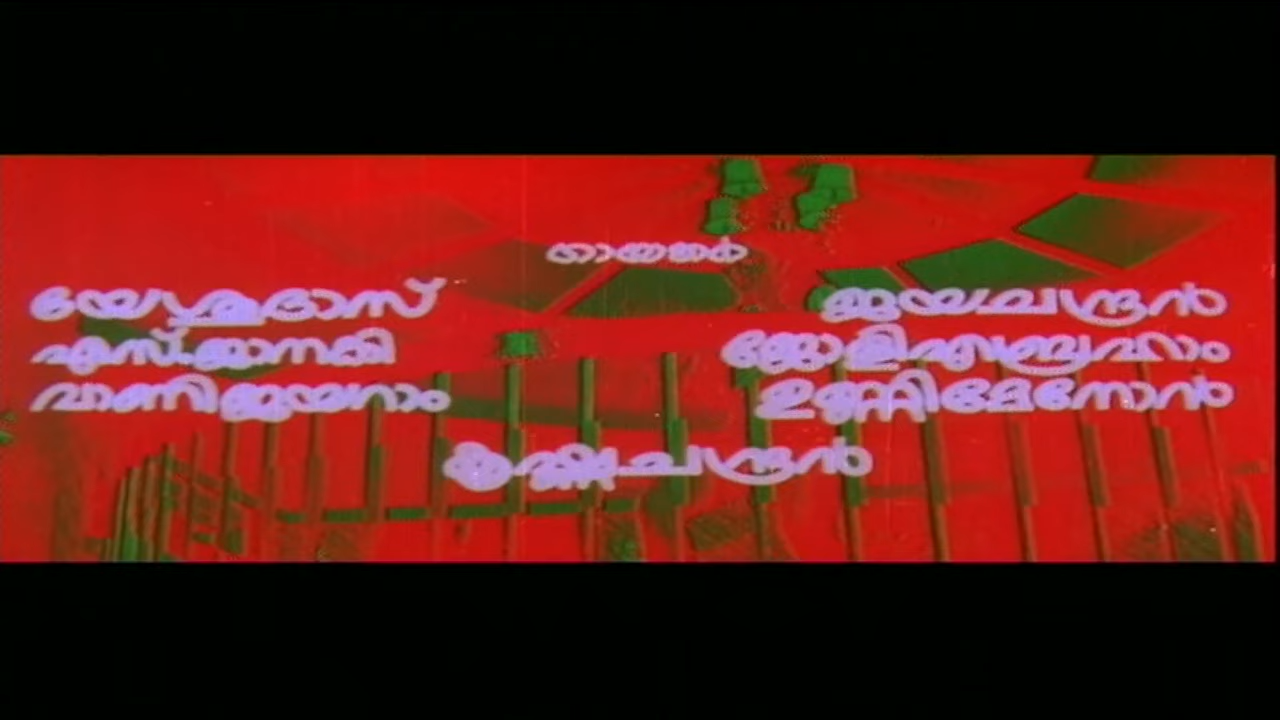 ഗായകർ
യേശുദാസ്
എസ്.ജാനകി
വാണിജയറാം
ജയചന്ദ്രൻ
ജോളിഎബ്രഹാം
ഉണ്ണിമേനോൻ
കൃഷ്ണചന്ദ്രൻ